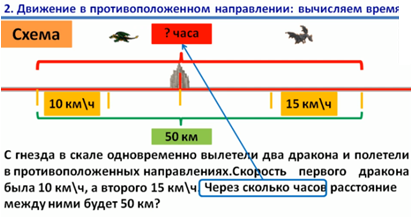 2. Движение в противоположном направлении: вычисляем время
Схема
? часа
10 км\ч
15 км\ч
50 км
С гнезда в скале одновременно вылетели два дракона и полетели
в противоположных направлениях.Скорость первого дракона
была 10 км\ч, а второго 15 км\ч. Через сколько часов расстояние
между ними будет 50 км?